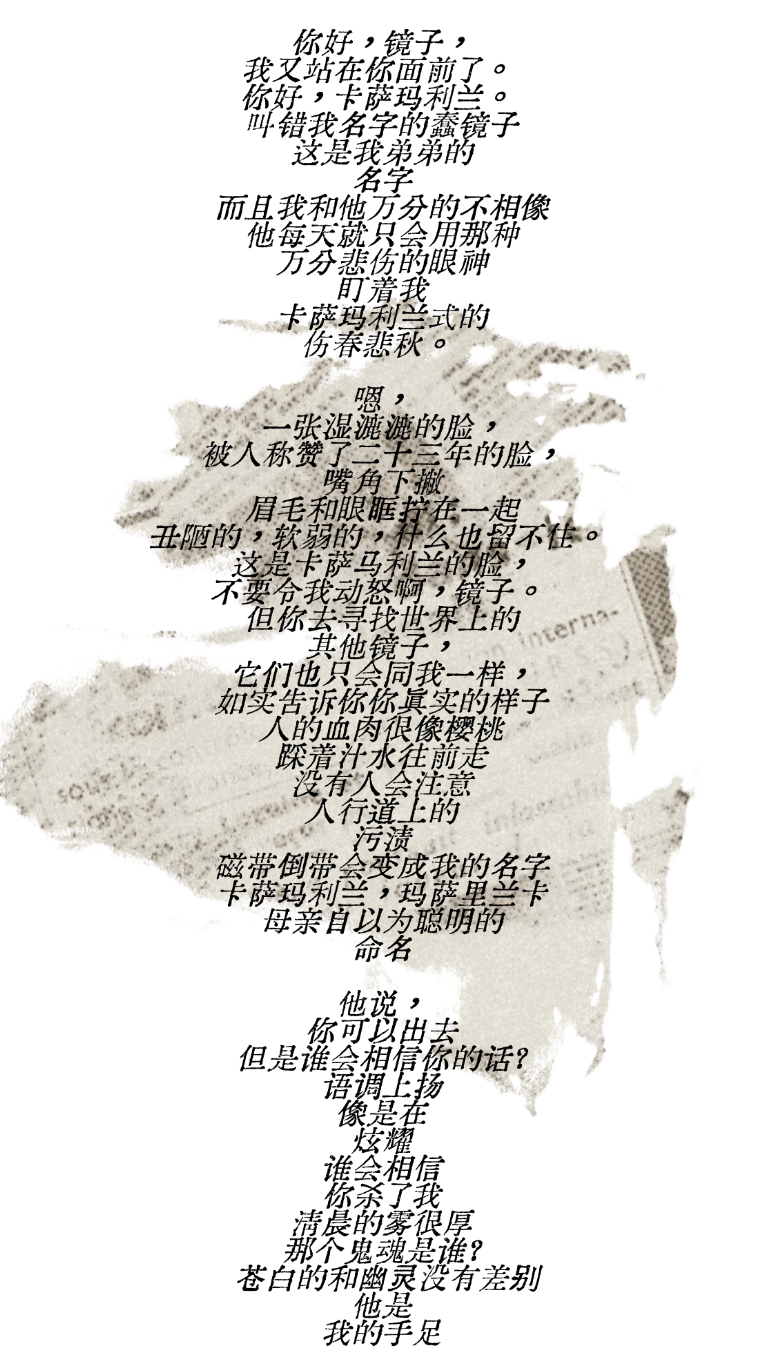 你好，镜子，
我又站在你面前了。
你好，卡萨玛利兰。
叫错我名字的蠢镜子
这是我弟弟的
名字
而且我和他万分的不相像
他每天就只会用那种
万分悲伤的眼神
盯着我
卡萨玛利兰式的
伤春悲秋。
嗯，
一张湿漉漉的脸，
被人称赞了二十三年的脸，
嘴角下撇
眉毛和眼眶拧在一起
丑陋的，软弱的，什么也留不住。
这是卡萨马利兰的脸，
不要令我动怒啊，镜子。
但你去寻找世界上的
其他镜子，
它们也只会同我一样，
如实告诉你你真实的样子
人的血肉很像樱桃
踩着汁水往前走
没有人会注意
人行道上的
污渍
磁带倒带会变成我的名字
卡萨玛利兰，玛萨里兰卡
母亲自以为聪明的
命名
他说，
你可以出去
但是谁会相信你的话？
语调上扬
像是在
炫耀
谁会相信
你杀了我
清晨的雾很厚
那个鬼魂是谁？
苍白的和幽灵没有差别
他是
我的手足
interna-